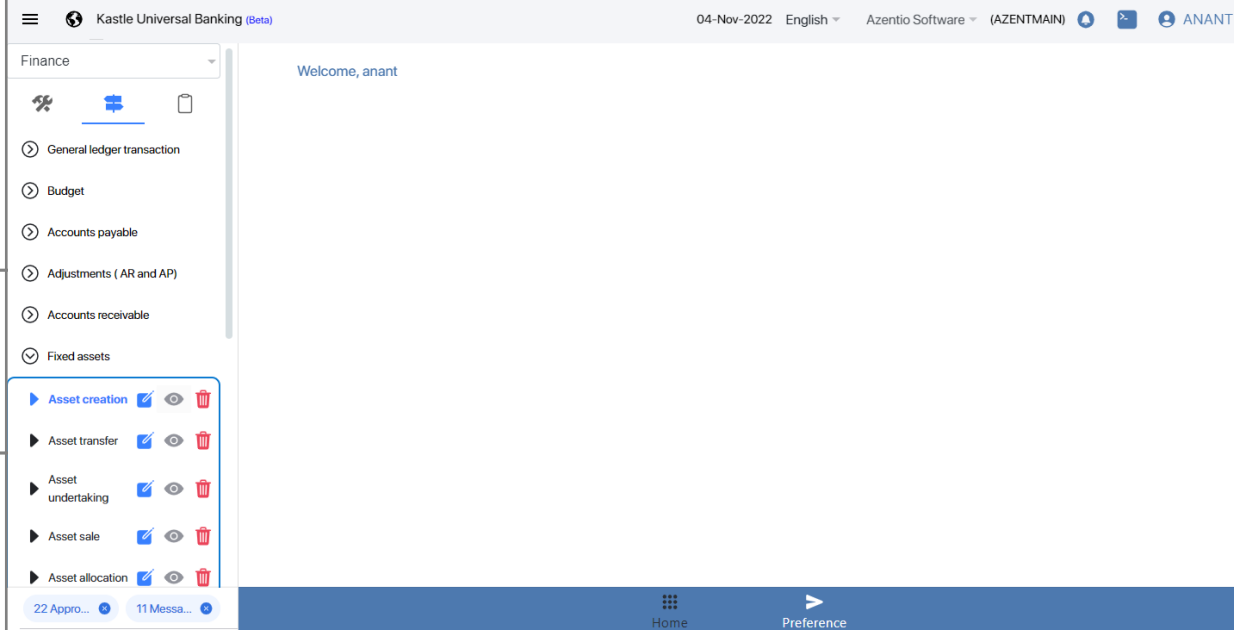 Kastle Universal Banking (Beta)
04-Nov-2022 English Azentio Software (AZENTMAIN) ANANT
Finance
Welcome, anant
General ledger transaction
Budget
Accounts payable
Adjustments ( AR and AP)
Accounts receivable
Fixed assets
Asset creation
Asset transfer
Asset
undertaking
Asset sale
Asset allocation
22 Appro...
11 Messa...
Home
Preference